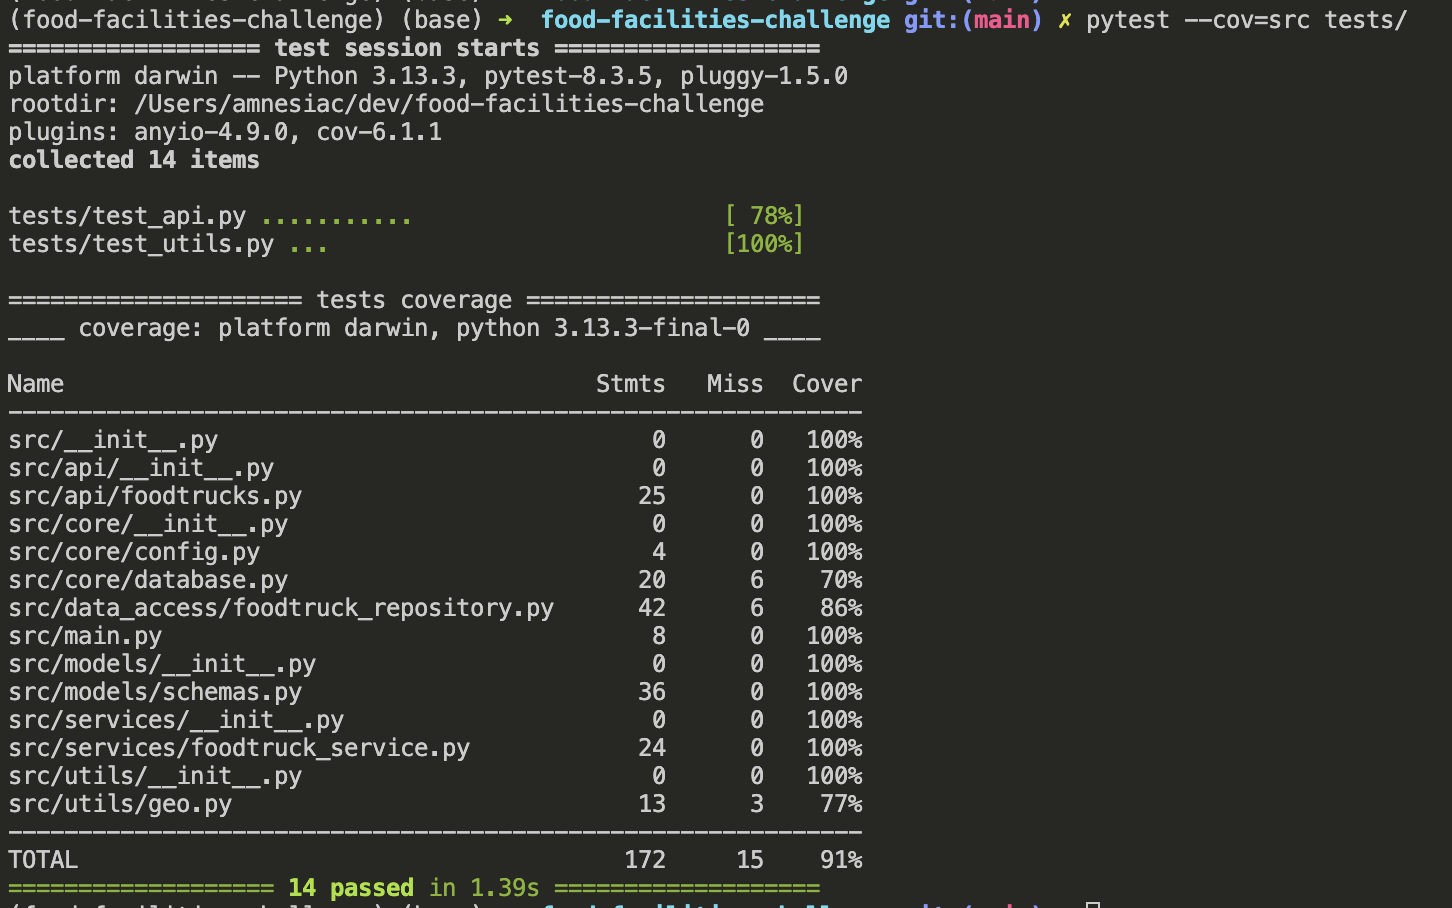 (food-facilities-challenge) (base) ➜  food-facilities-challenge git:(main) ✗ pytest --cov=src tests/
================== test session starts ===================
platform darwin -- Python 3.13.3, pytest-8.3.5, pluggy-1.5.0
rootdir: /Users/amnesiac/dev/food-facilities-challenge
plugins: anyio-4.9.0, cov-6.1.1
collected 14 items
tests/test_api.py ...........                      [ 78%]
tests/test_utils.py ...                            [100%]
===================== tests coverage =====================
____ coverage: platform darwin, python 3.13.3-final-0 ____
Name                                      Stmts   Miss  Cover
-------------------------------------------------------------
src/__init__.py                               0      0   100%
src/api/__init__.py                           0      0   100%
src/api/foodtrucks.py                        25      0   100%
src/core/__init__.py                          0      0   100%
src/core/config.py                            4      0   100%
src/core/database.py                         20      6    70%
src/data_access/foodtruck_repository.py      42      6    86%
src/main.py                                   8      0   100%
src/models/__init__.py                        0      0   100%
src/models/schemas.py                        36      0   100%
src/services/__init__.py                      0      0   100%
src/services/foodtruck_service.py            24      0   100%
src/utils/__init__.py                         0      0   100%
src/utils/geo.py                             13      3    77%
-------------------------------------------------------------
TOTAL                                       172     15    91%
=================== 14 passed in 1.39s ===================